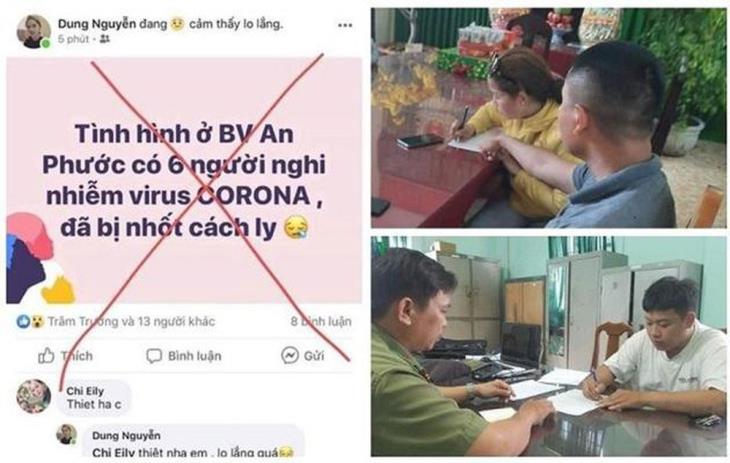 Dung Nguyễn đang 😟 cảm thấy lo lắng.
5 phút ·
Tình hình ở BV An
Phước có 6 người nghi
nhiễm virus CORONA ,
đã bị nhốt cách ly 😪
Trâm Trương và 13 người khác
8 bình luận
Thích
Bình luận
Gửi
Chi Eily
Thiet ha c
Dung Nguyễn
Chi Eily thiệt nha em . lo lắng quá😥